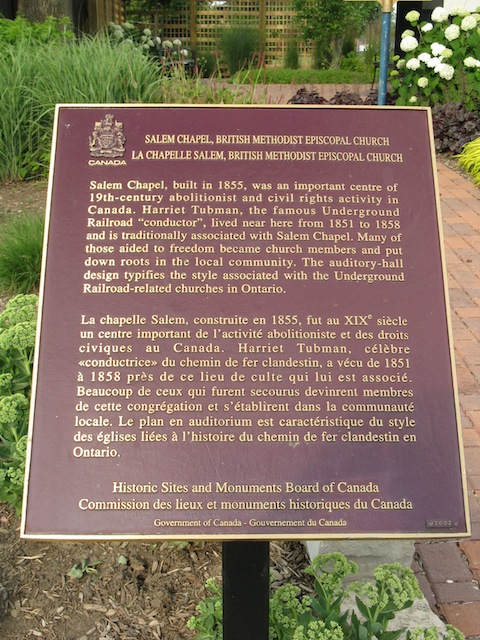 CANADA
SALEM CHAPEL, BRITISH METHODIST EPISCOPAL CHURCH
LA CHAPELLE SALEM, BRITISH METHODIST EPISCOPAL CHURCH
Salem Chapel, built in 1855, was an important centre of
19th-century abolitionist and civil rights activity in
Canada. Harriet Tubman, the famous Underground
Railroad “conductor”, lived near here from 1851 to 1858
and is traditionally associated with Salem Chapel. Many of
those aided to freedom became church members and put
down roots in the local community. The auditory-hall
design typifies the style associated with the Underground
Railroad-related churches in Ontario.
La chapelle Salem, construite en 1855, fut au XIXe siècle
un centre important de l’activité abolitioniste et des droits
civiques au Canada. Harriet Tubman, célèbre
«conductrice» du chemin de fer clandestin, a vécu de 1851
à 1858 près de ce lieu de culte qui lui est associé.
Beaucoup de ceux qui furent secourus devinrent membres
de cette congrégation et s’établirent dans la communauté
locale. Le plan en auditorium est caractéristique du style
des églises liées à l’histoire du chemin de fer clandestin en
Ontario.
Historic Sites and Monuments Board of Canada
Commission des lieux et monuments historiques du Canada
Government of Canada - Gouvernement du Canada